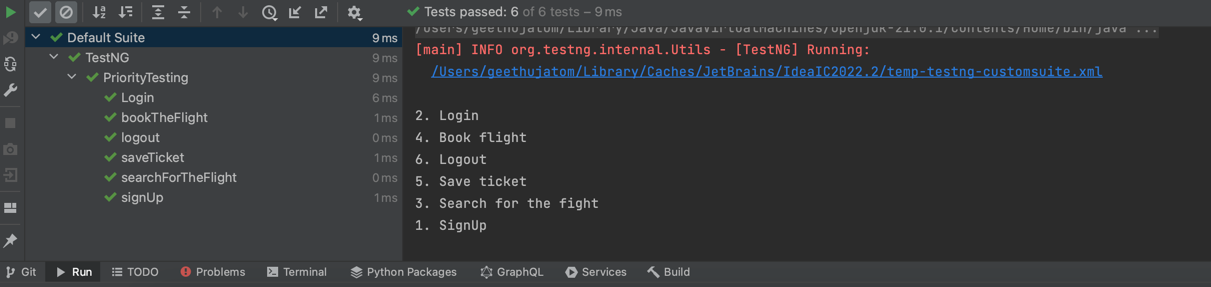 Tests passed: 6 of 6 tests – 9 ms
Default Suite 9 ms
TestNG 9 ms
PriorityTesting 9 ms
Login 6 ms
bookTheFlight 1 ms
logout 0 ms
saveTicket 1 ms
searchForTheFlight 0 ms
signUp 1 ms
/Users/geethujatom/Library/Java/JavaVirtualMachines/openjdk-21.0.1/Contents/Home/bin/java ...
[main] INFO org.testng.internal.Utils - [TestNG] Running:
/Users/geethujatom/Library/Caches/JetBrains/IdeaIC2022.2/temp-testng-customsuite.xml
2. Login
4. Book flight
6. Logout
5. Save ticket
3. Search for the fight
1. SignUp
Git Run TODO Problems Terminal Python Packages GraphQL Services Build